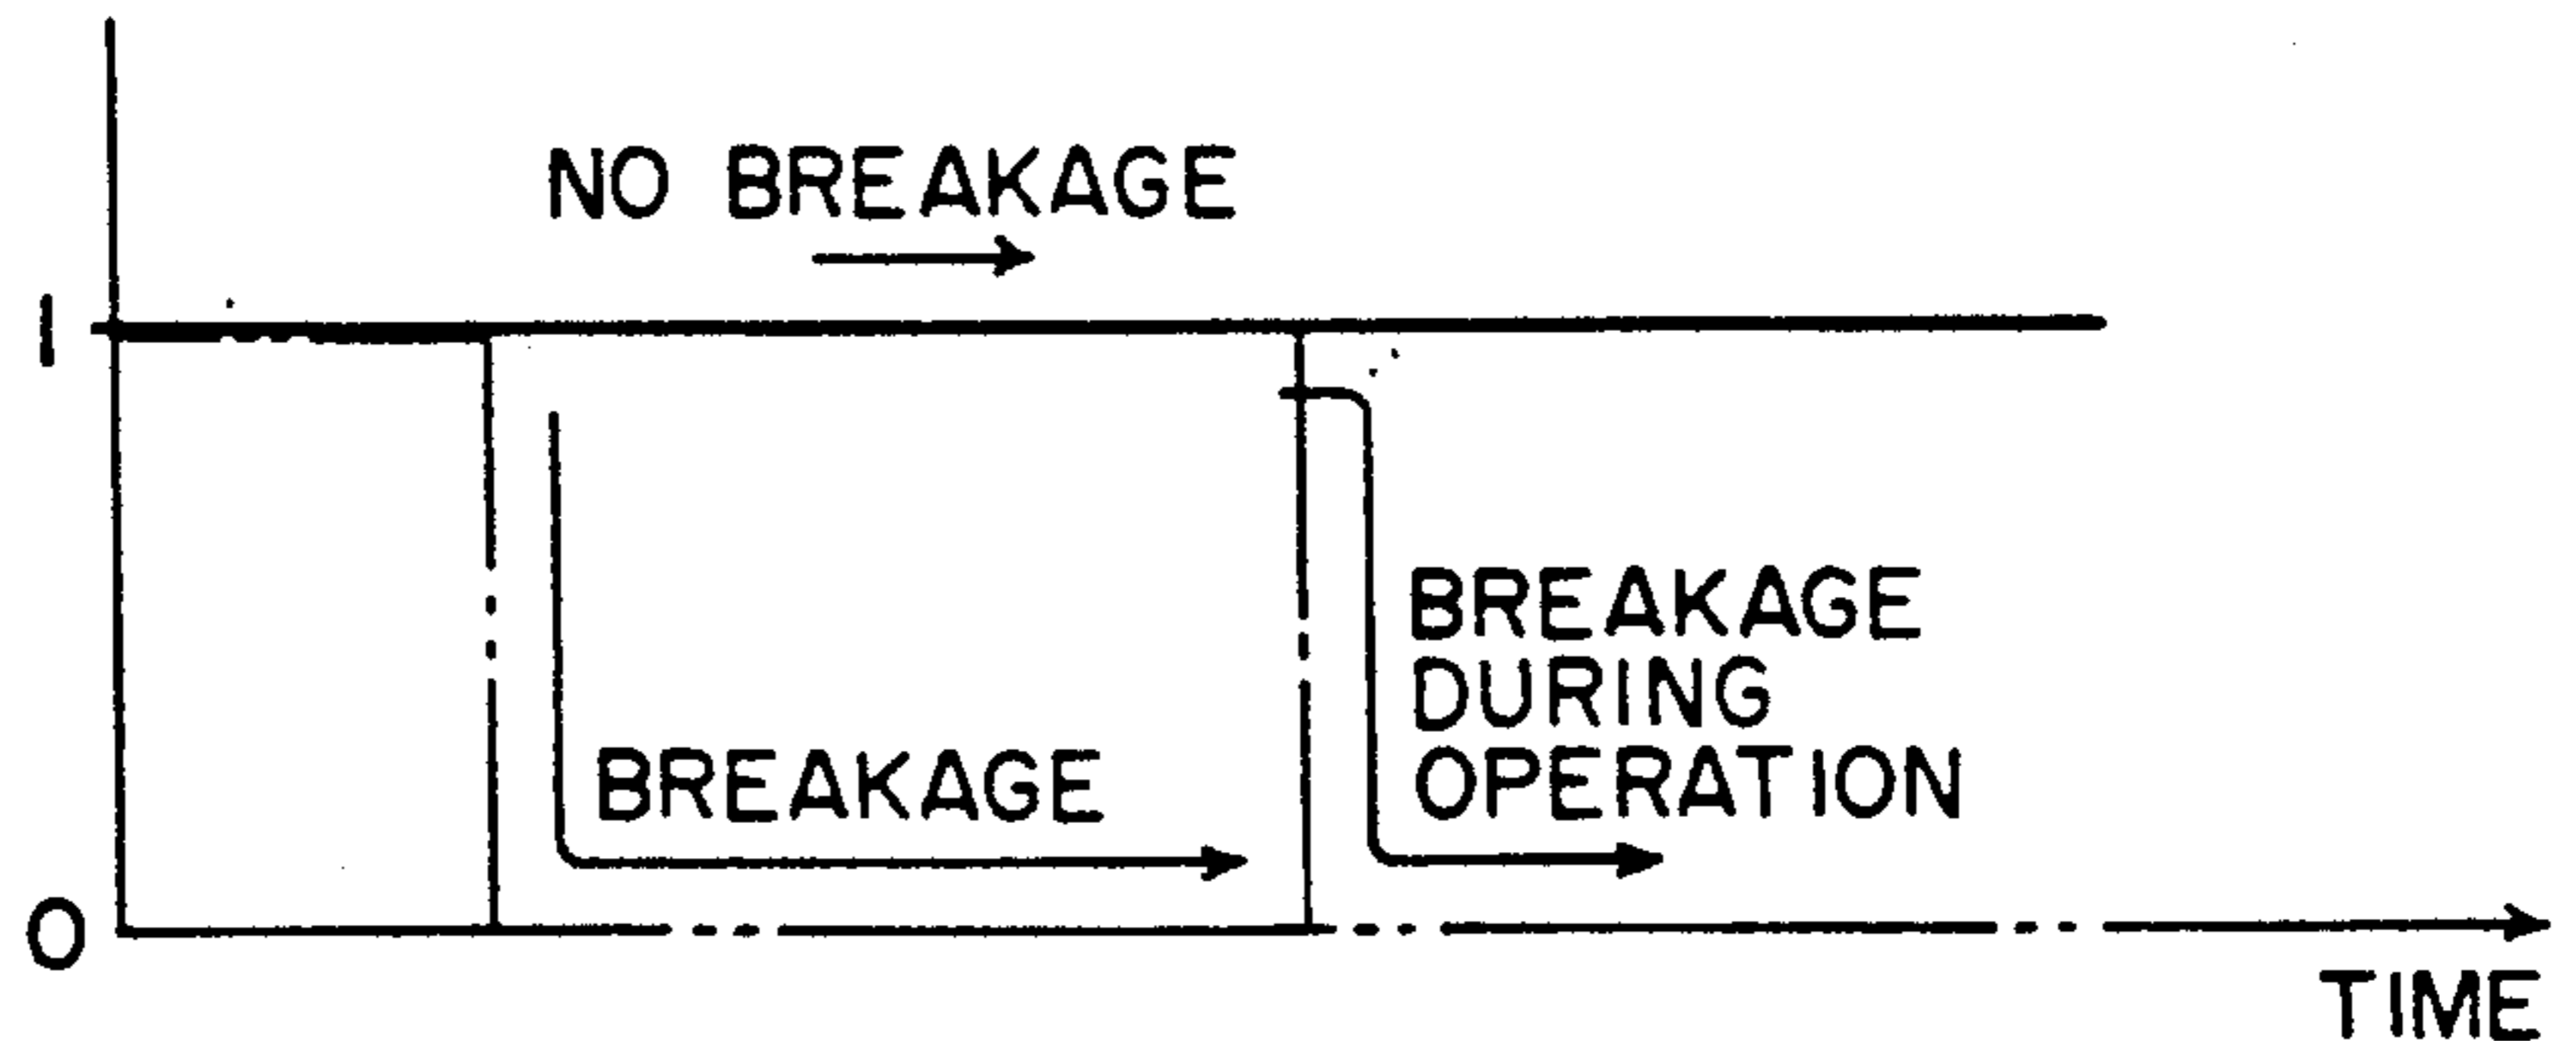 NO BREAKAGE
1
BREAKAGE
DURING
OPERATION
BREAKAGE
0
TIME